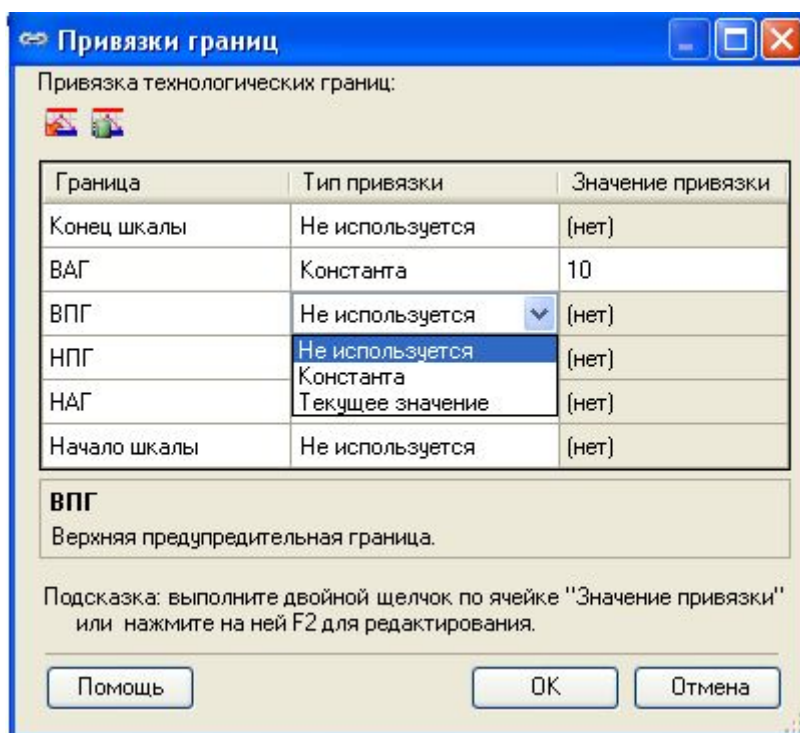 Привязки границ
Привязка технологических границ:
Граница Тип привязки Значение привязки
Конец шкалы Не используется (нет)
ВАГ Константа 10
ВПГ Не используется (нет)
НПГ Не используется (нет)
Константа
НАГ Текущее значение (нет)
Начало шкалы Не используется (нет)
ВПГ
Верхняя предупредительная граница.
Подсказка: выполните двойной щелчок по ячейке "Значение привязки"
или нажмите на ней F2 для редактирования.
Помощь OK Отмена